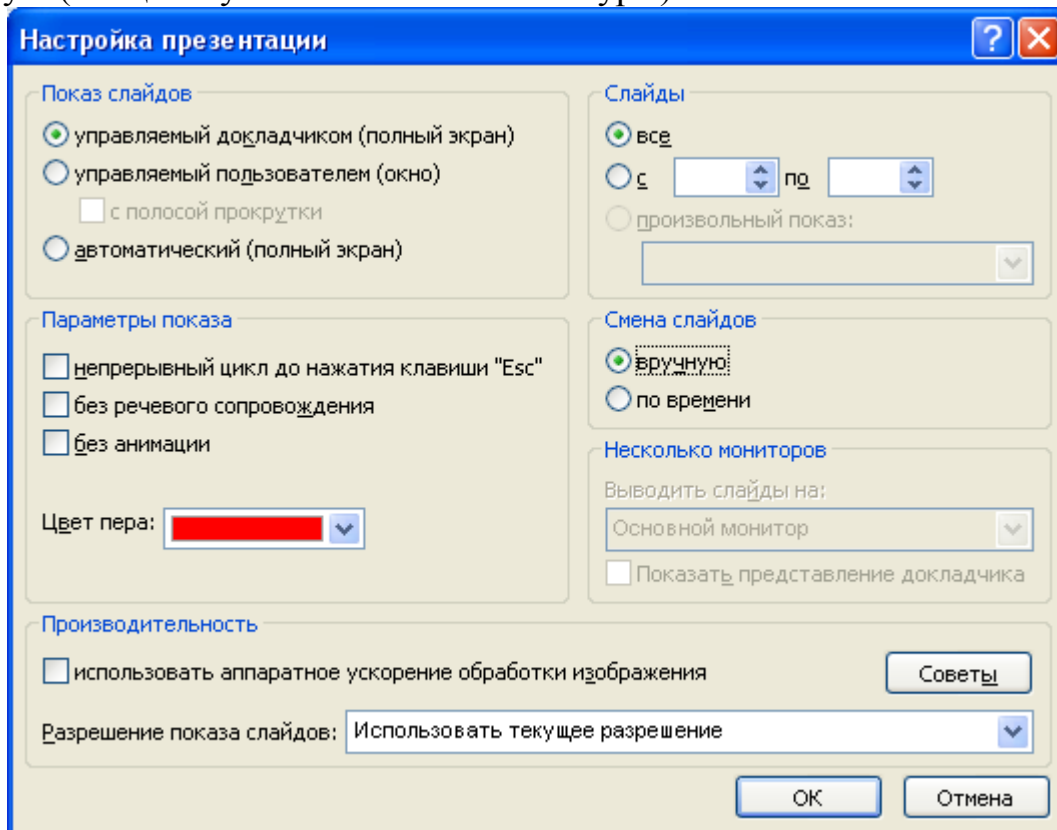 Настройка презентации
Показ слайдов
управляемый докладчиком (полный экран)
управляемый пользователем (окно)
с полосой прокрутки
автоматический (полный экран)
Слайды
все
с по
произвольный показ:
Параметры показа
непрерывный цикл до нажатия клавиши "Esc"
без речевого сопровождения
без анимации
Цвет пера:
Смена слайдов
вручную
по времени
Несколько мониторов
Выводить слайды на:
Основной монитор
Показать представление докладчика
Производительность
использовать аппаратное ускорение обработки изображения
Советы
Разрешение показа слайдов: Использовать текущее разрешение
ОК
Отмена